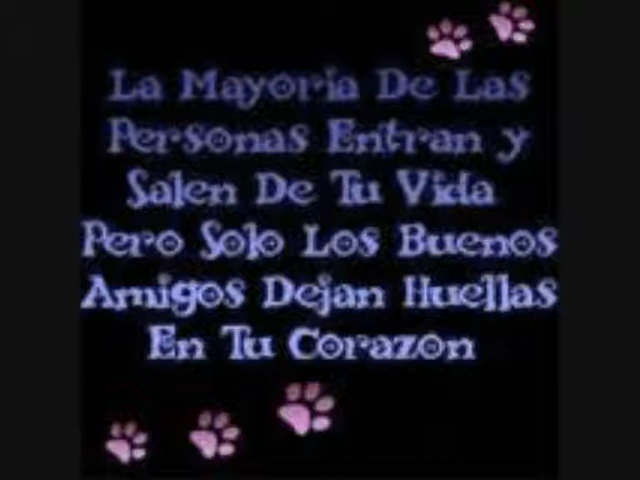 La Mayoria De Las
Personas Entran y
Salen De Tu Vida
Pero Solo Los Buenos
Amigos Dejan Huellas
En Tu Corazon